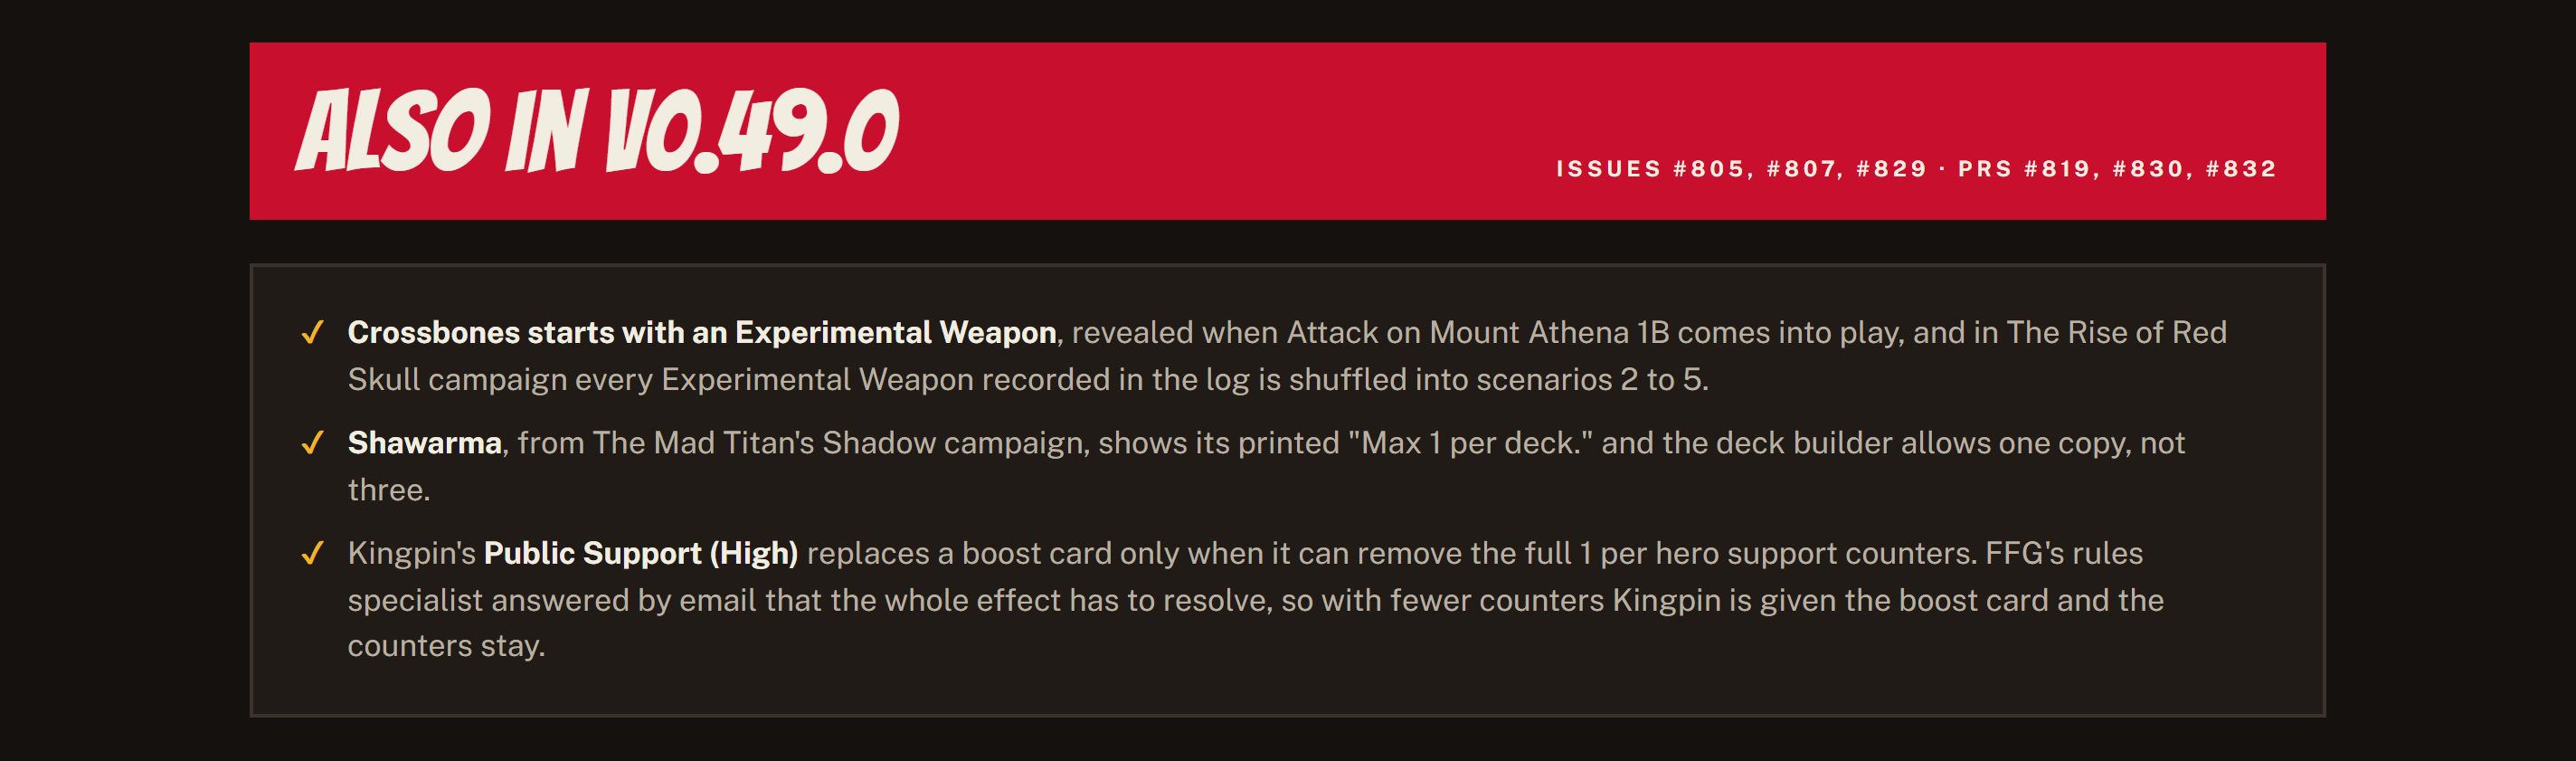 ALSO IN V0.49.0
ISSUES #805, #807, #829 · PRS #819, #830, #832
✓ Crossbones starts with an Experimental Weapon, revealed when Attack on Mount Athena 1B comes into play, and in The Rise of Red
Skull campaign every Experimental Weapon recorded in the log is shuffled into scenarios 2 to 5.
✓ Shawarma, from The Mad Titan's Shadow campaign, shows its printed "Max 1 per deck." and the deck builder allows one copy, not
three.
✓ Kingpin's Public Support (High) replaces a boost card only when it can remove the full 1 per hero support counters. FFG's rules
specialist answered by email that the whole effect has to resolve, so with fewer counters Kingpin is given the boost card and the
counters stay.